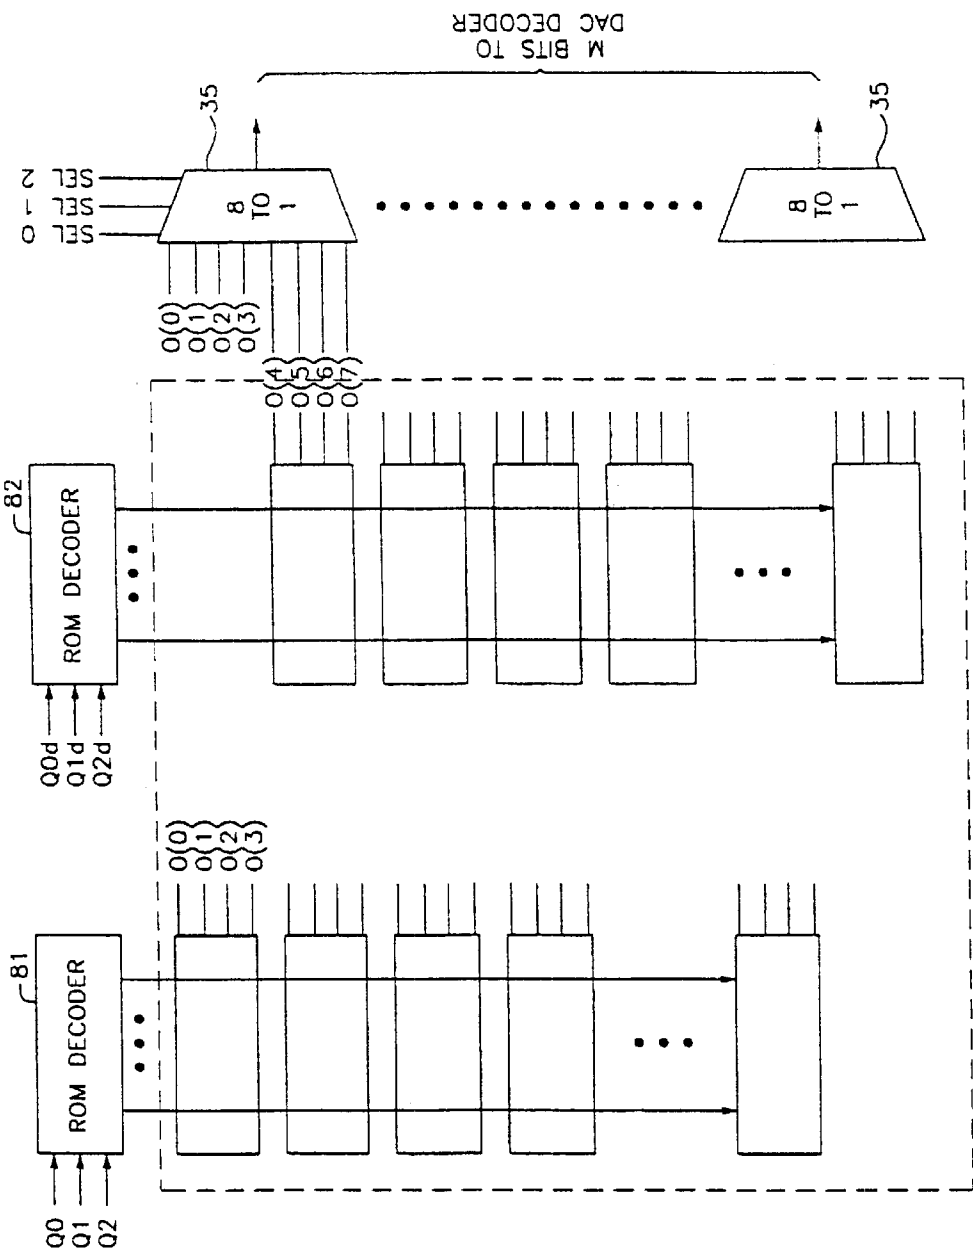 M BITS TO
DAC DECODER
35
SEL 2
SEL 1
SEL 0
8
TO
1
35
8
TO
1
O(0)
O(1)
O(2)
O(3)
O(4)
O(5)
O(6)
O(7)
82
ROM DECODER
Q0d
Q1d
Q2d
O(0)
O(1)
O(2)
O(3)
81
ROM DECODER
Q0
Q1
Q2